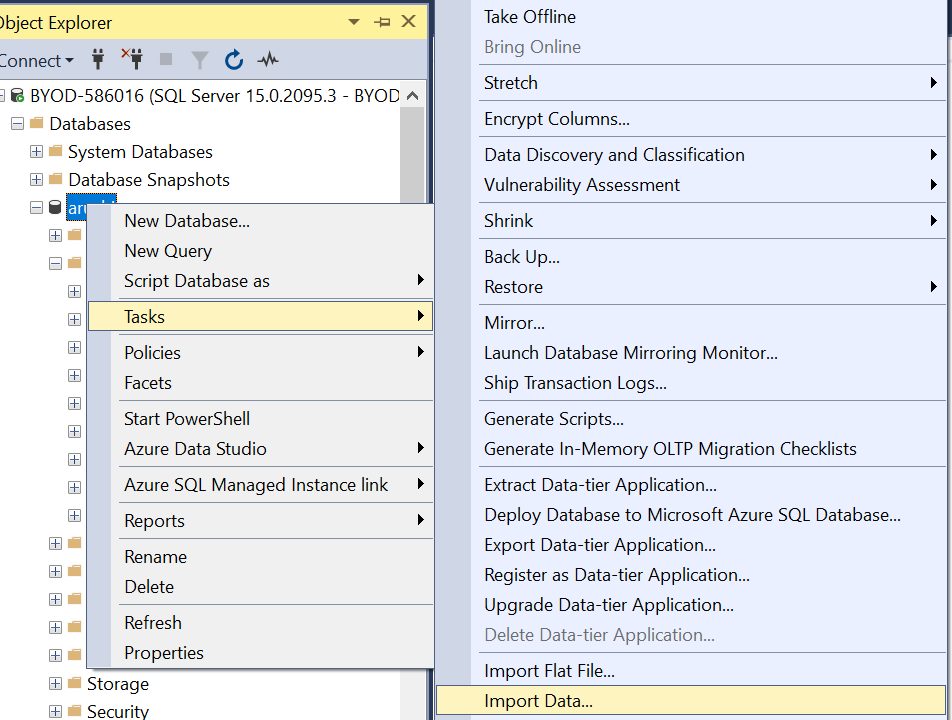 Object Explorer
Connect
BYOD-586016 (SQL Server 15.0.2095.3 - BYOD
Databases
System Databases
Database Snapshots
New Database...
New Query
Script Database as
Tasks
Policies
Facets
Start PowerShell
Azure Data Studio
Azure SQL Managed Instance link
Reports
Rename
Delete
Refresh
Properties
Storage
Security
Take Offline
Bring Online
Stretch
Encrypt Columns...
Data Discovery and Classification
Vulnerability Assessment
Shrink
Back Up...
Restore
Mirror...
Launch Database Mirroring Monitor...
Ship Transaction Logs...
Generate Scripts...
Generate In-Memory OLTP Migration Checklists
Extract Data-tier Application...
Deploy Database to Microsoft Azure SQL Database...
Export Data-tier Application...
Register as Data-tier Application...
Upgrade Data-tier Application...
Delete Data-tier Application...
Import Flat File...
Import Data...